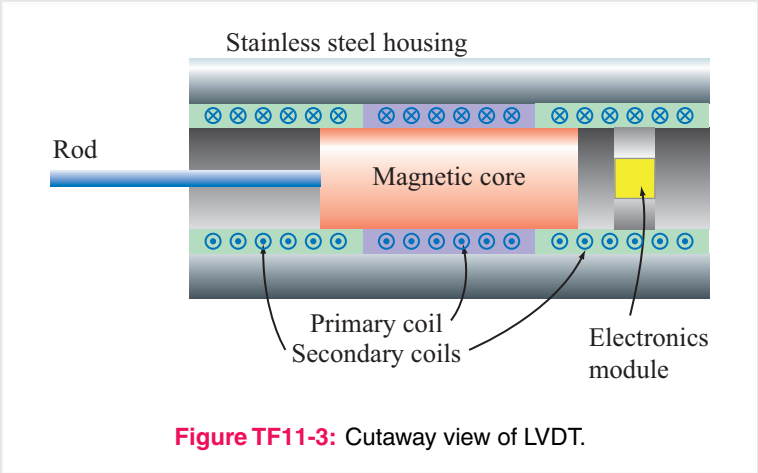 Stainless steel housing
Rod
Magnetic core
Primary coil
Secondary coils
Electronics
module
Figure TF11-3: Cutaway view of LVDT.